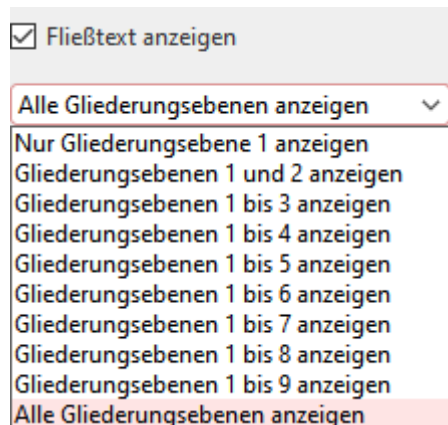 Fließtext anzeigen
Alle Gliederungsebenen anzeigen
Nur Gliederungsebene 1 anzeigen
Gliederungsebenen 1 und 2 anzeigen
Gliederungsebenen 1 bis 3 anzeigen
Gliederungsebenen 1 bis 4 anzeigen
Gliederungsebenen 1 bis 5 anzeigen
Gliederungsebenen 1 bis 6 anzeigen
Gliederungsebenen 1 bis 7 anzeigen
Gliederungsebenen 1 bis 8 anzeigen
Gliederungsebenen 1 bis 9 anzeigen
Alle Gliederungsebenen anzeigen